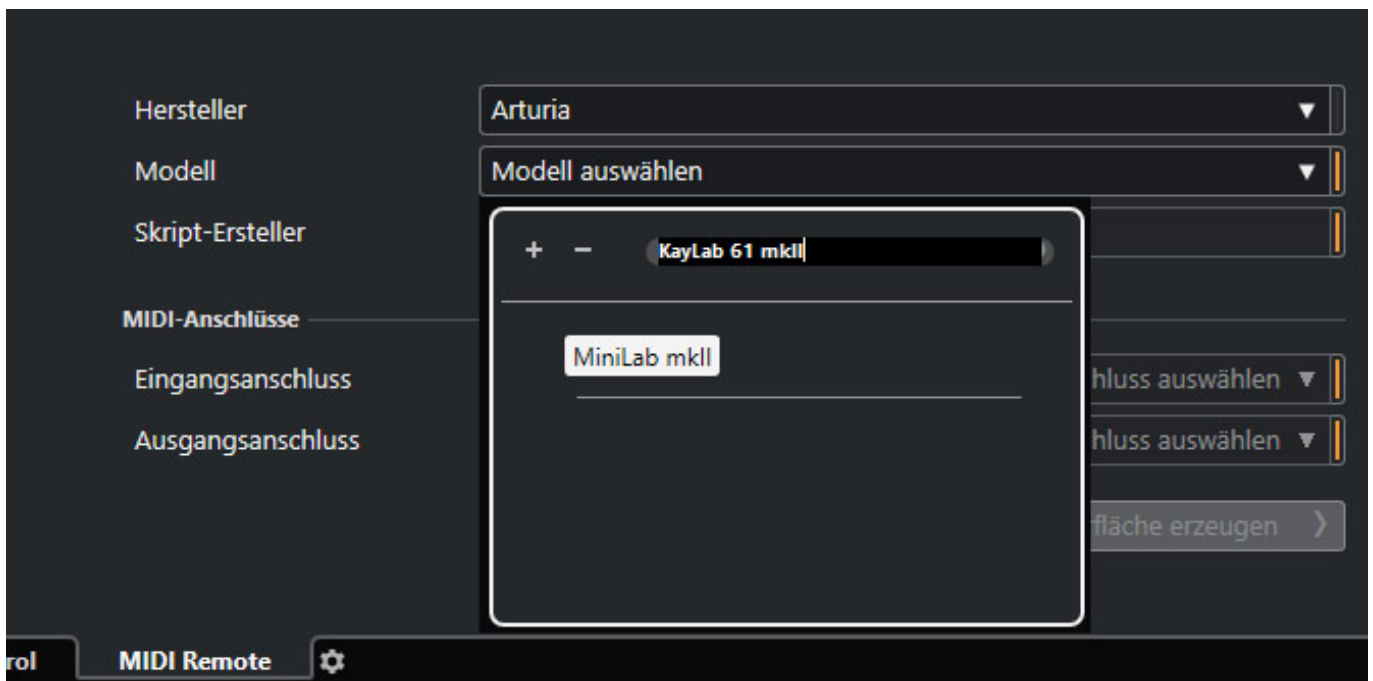 Hersteller Arturia
Modell Modell auswählen
Skript-Ersteller
+ − KayLab 61 mkII
MIDI-Anschlüsse
MiniLab mkII
Eingangsanschluss hluss auswählen
Ausgangsanschluss hluss auswählen
fläche erzeugen
rol MIDI Remote